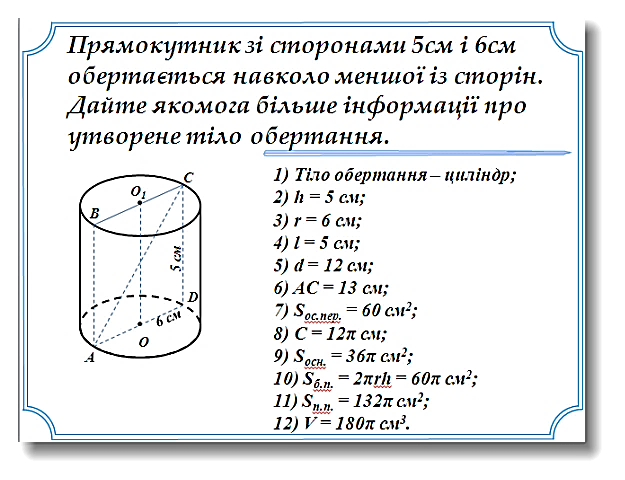 Прямокутник зі сторонами 5см і 6см
обертається навколо меншої із сторін.
Дайте якомога більше інформації про
утворене тіло обертання.
C
O₁
B
5 см
D
6 см
O
A
1) Тіло обертання – циліндр;
2) h = 5 см;
3) r = 6 см;
4) l = 5 см;
5) d = 12 см;
6) AC = 13 см;
7) Sос.пер. = 60 см²;
8) C = 12π см;
9) Sосн. = 36π см²;
10) Sб.п. = 2πrh = 60π см²;
11) Sп.п. = 132π см²;
12) V = 180π см³.